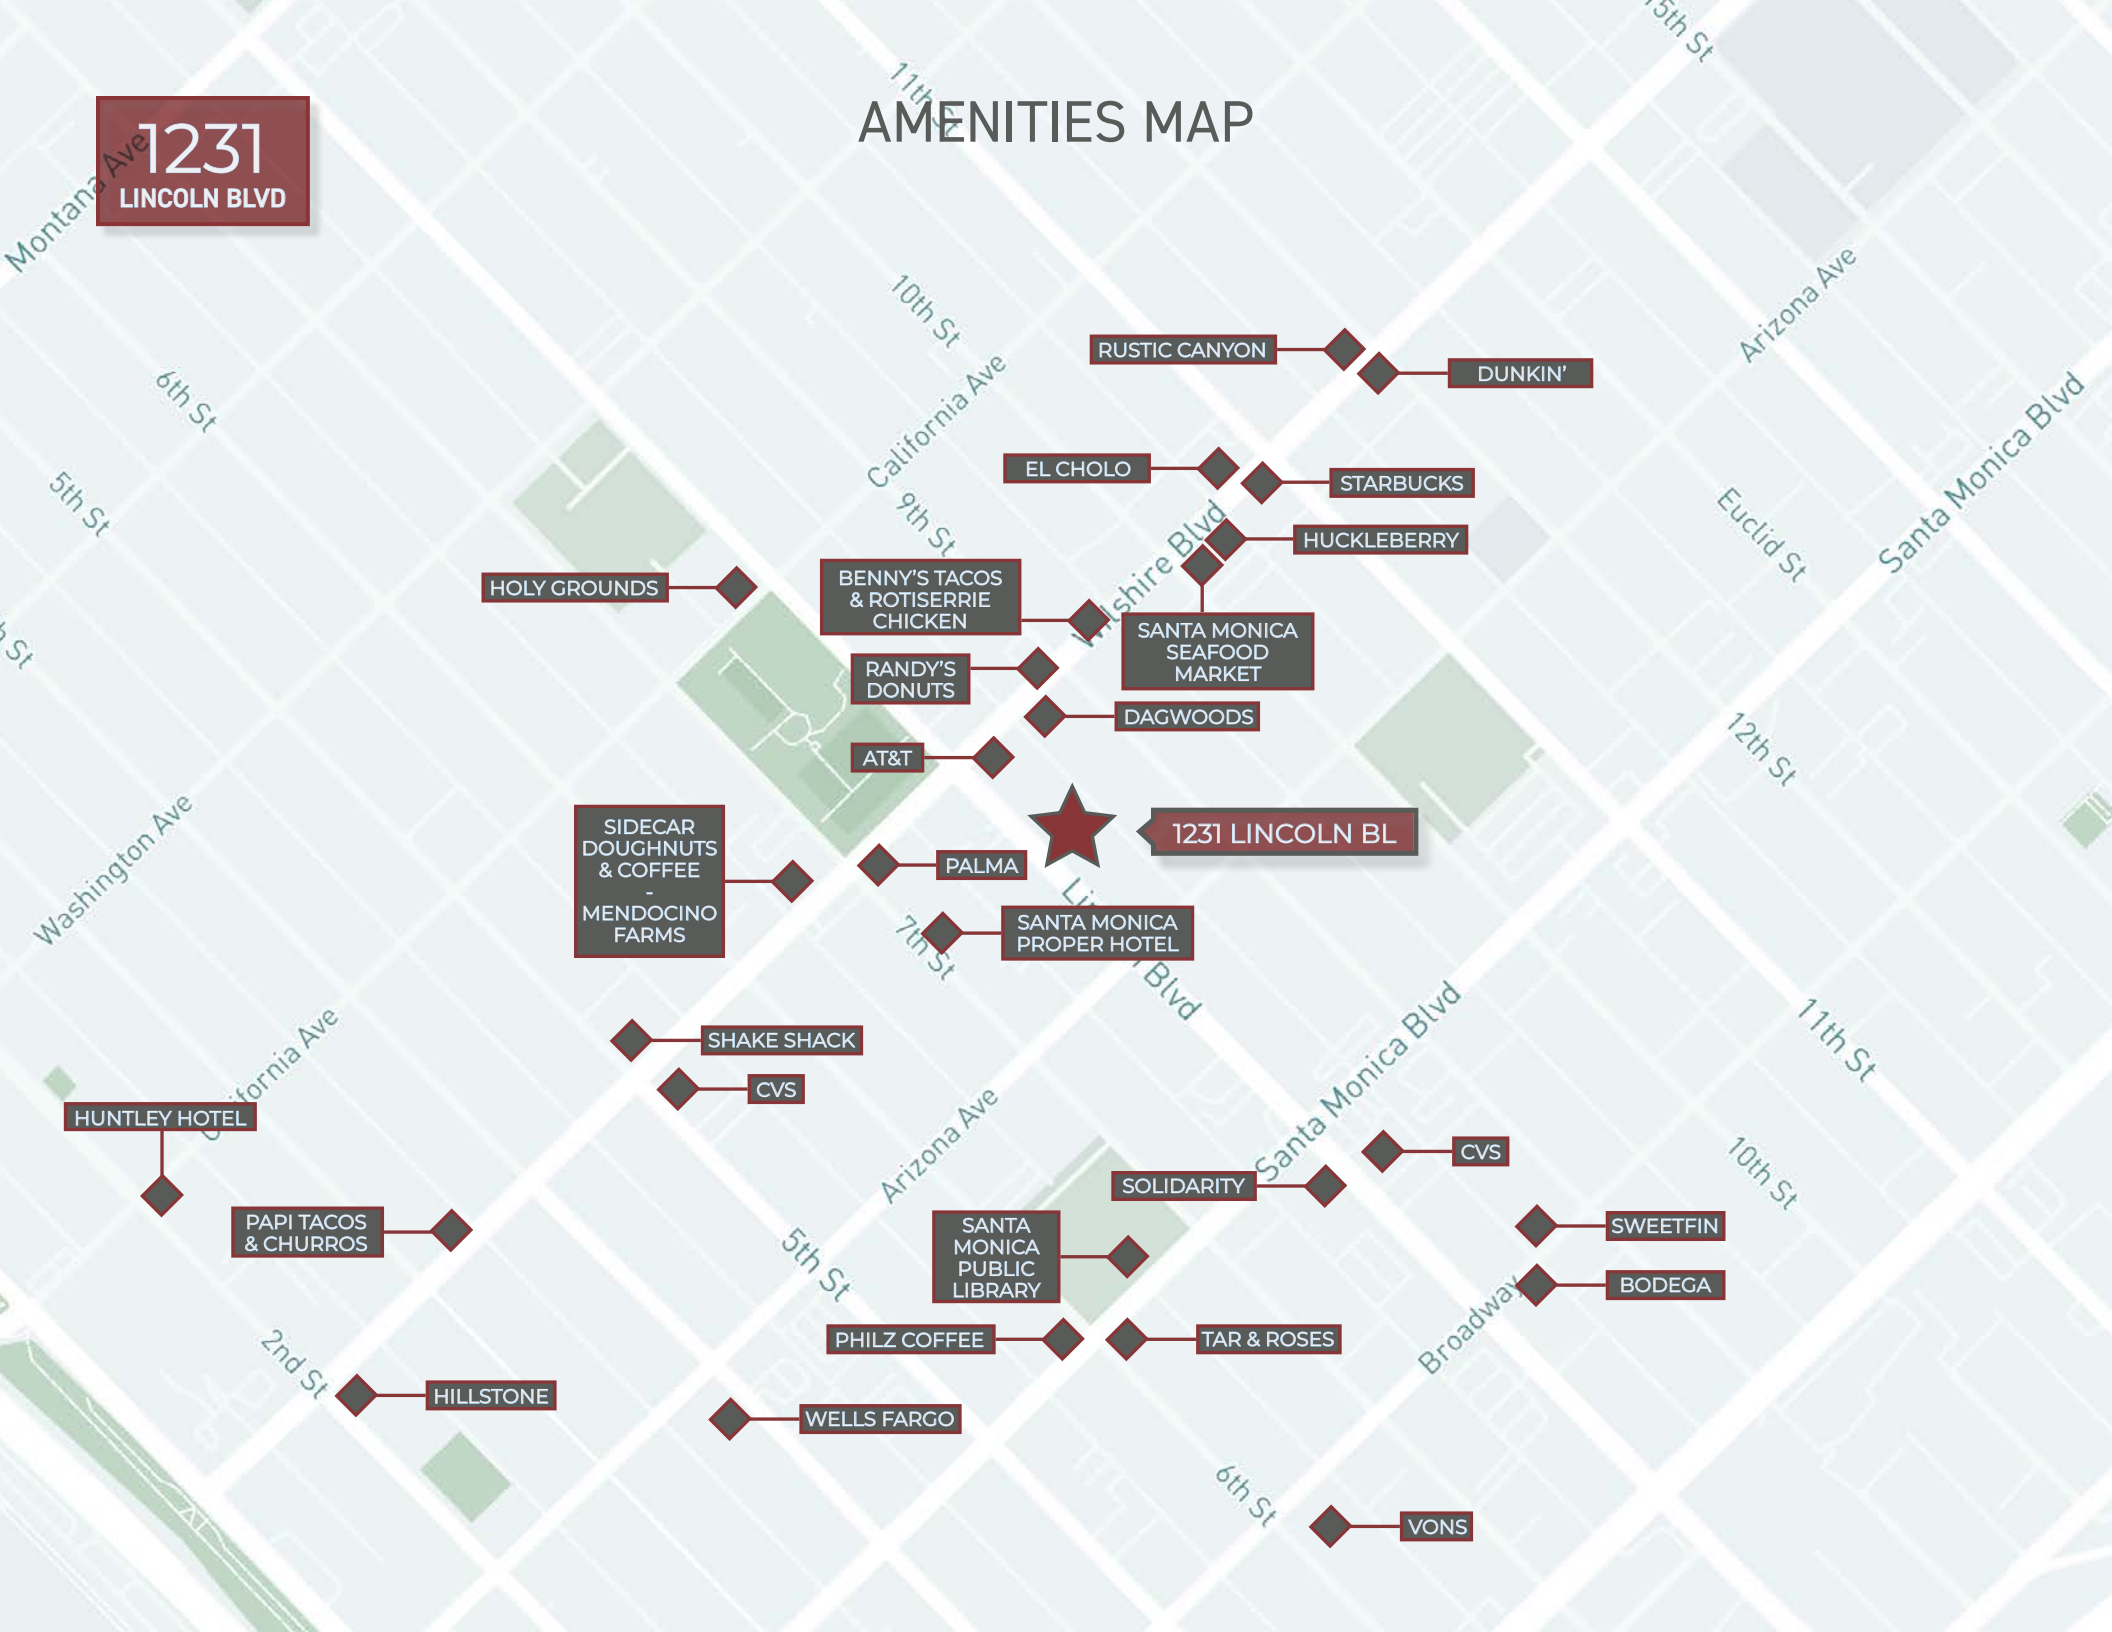 15th St
11th St
AMENITIES MAP
1231
LINCOLN BLVD
Montana Ave
Arizona Ave
10th St
RUSTIC CANYON
DUNKIN'
California Ave
6th St
Santa Monica Blvd
EL CHOLO
STARBUCKS
5th St
9th St
Euclid St
HUCKLEBERRY
Wilshire Blvd
HOLY GROUNDS
BENNY'S TACOS
& ROTISERRIE
CHICKEN
St
SANTA MONICA
SEAFOOD
MARKET
RANDY'S
DONUTS
DAGWOODS
12th St
AT&T
1231 LINCOLN BL
SIDECAR
DOUGHNUTS
& COFFEE
-
MENDOCINO
FARMS
PALMA
Washington Ave
Lincoln Blvd
7th St
SANTA MONICA
PROPER HOTEL
SHAKE SHACK
CVS
11th St
Santa Monica Blvd
California Ave
HUNTLEY HOTEL
Arizona Ave
CVS
10th St
SOLIDARITY
PAPI TACOS
& CHURROS
SANTA
MONICA
PUBLIC
LIBRARY
SWEETFIN
5th St
BODEGA
Broadway
PHILZ COFFEE
TAR & ROSES
2nd St
HILLSTONE
WELLS FARGO
6th St
VONS